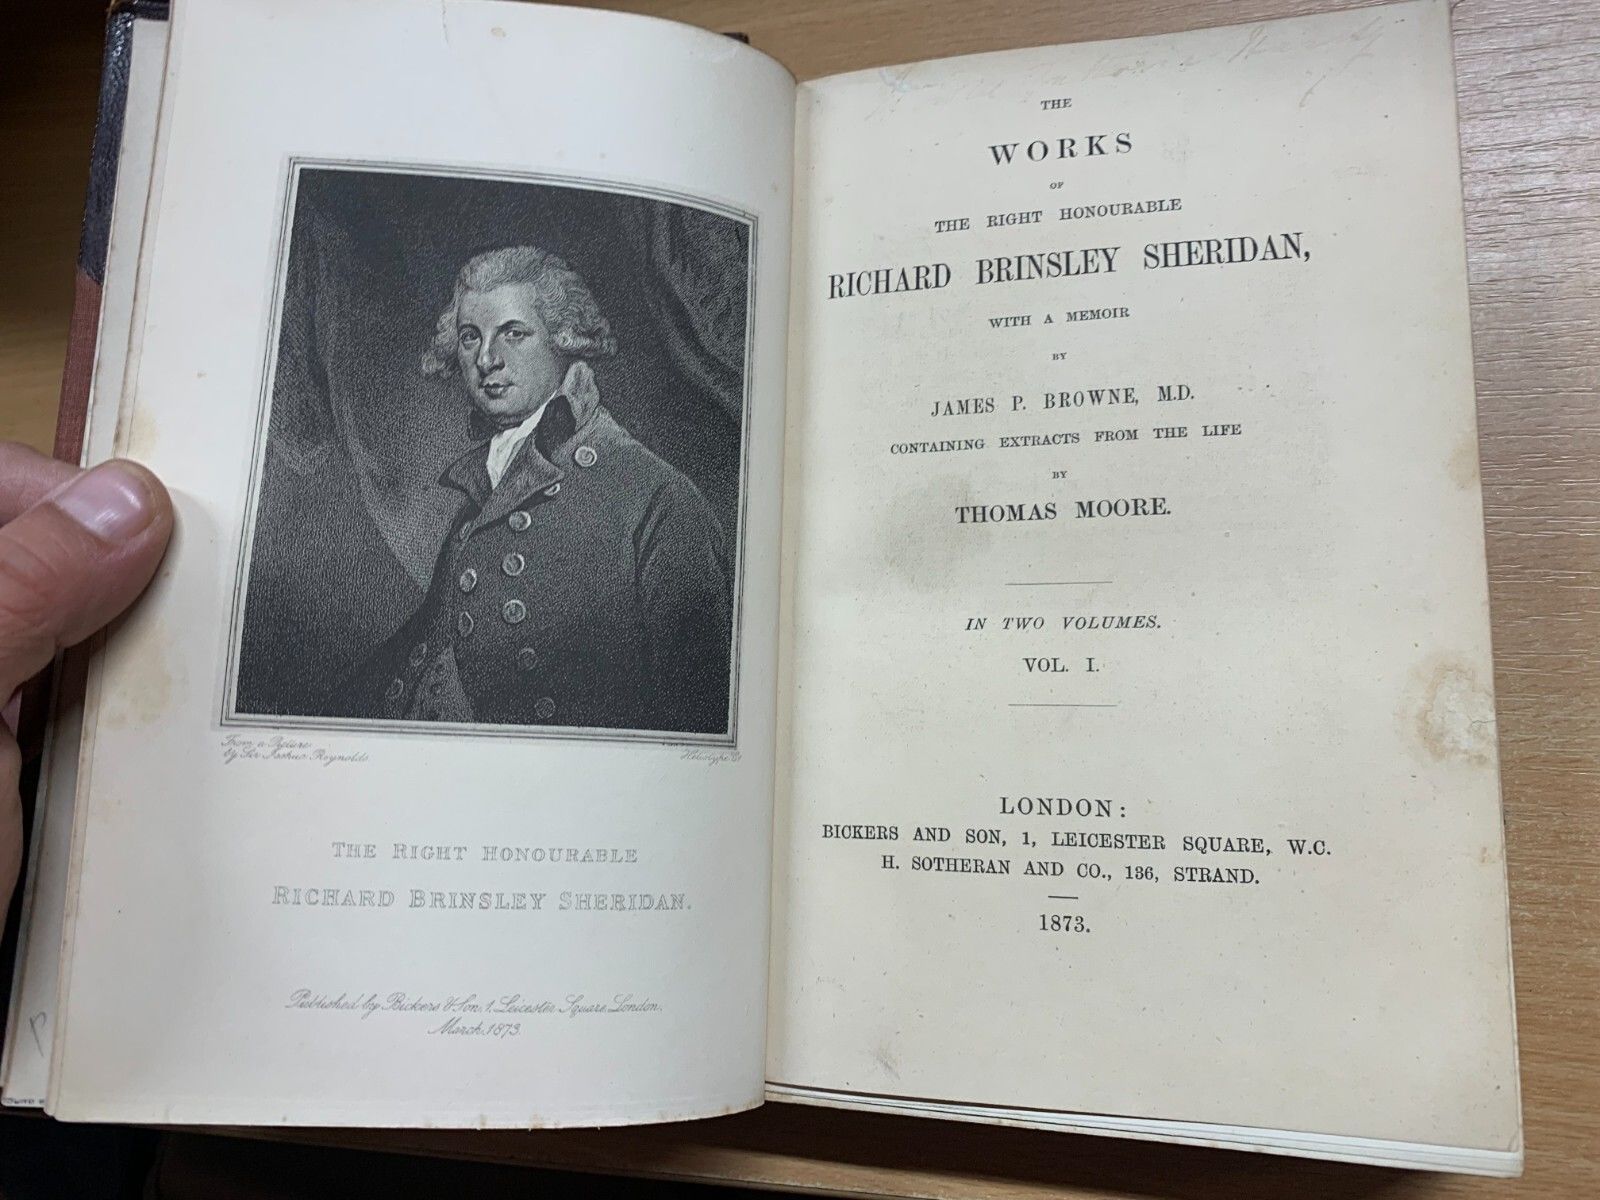 From a Picture
by Sir Joshua Reynolds.
Heliotype
THE RIGHT HONOURABLE
RICHARD BRINSLEY SHERIDAN.
Published by Bickers & Son, 1, Leicester Square, London.
March, 1873.
THE
WORKS
OF
THE RIGHT HONOURABLE
RICHARD BRINSLEY SHERIDAN,
WITH A MEMOIR
BY
JAMES P. BROWNE, M.D.
CONTAINING EXTRACTS FROM THE LIFE
BY
THOMAS MOORE.
IN TWO VOLUMES.
VOL. I.
LONDON:
BICKERS AND SON, 1, LEICESTER SQUARE, W.C.
H. SOTHERAN AND CO., 136, STRAND.
1873.